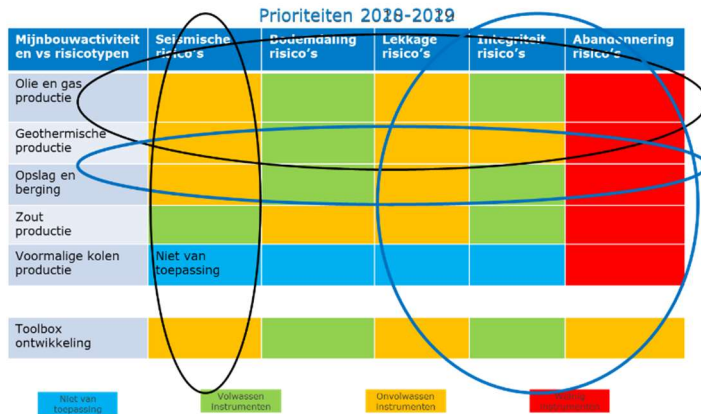 Prioriteiten
Mijnbouwactiviteit Seismische Bodemdaling Lekkage Integriteit Abandonnering
en vs risicotypen risico's risico's risico's risico's risico's
Olie en gas
productie
Geothermische
productie
Opslag en
berging
Zout
productie
Voormalige kolen Niet van
productie toepassing
Toolbox
ontwikkeling
Niet van Volwassen Onvolwassen
toepassing Instrumenten Instrumenten